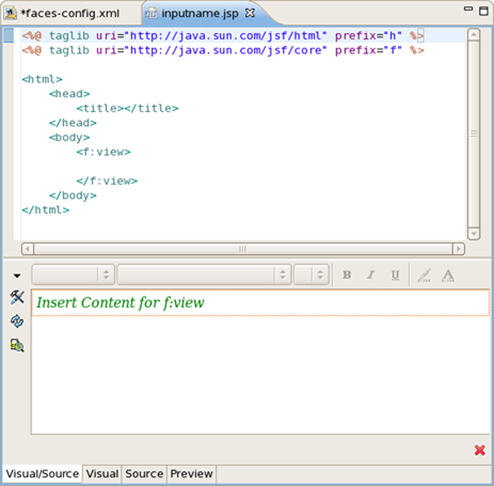 *faces-config.xml inputname.jsp
<%@ taglib uri="http://java.sun.com/jsf/html" prefix="h" %>
<%@ taglib uri="http://java.sun.com/jsf/core" prefix="f" %>
<html>
<head>
<title></title>
</head>
<body>
<f:view>
</f:view>
</body>
</html>
B I U A
Insert Content for f:view
Visual/Source Visual Source Preview